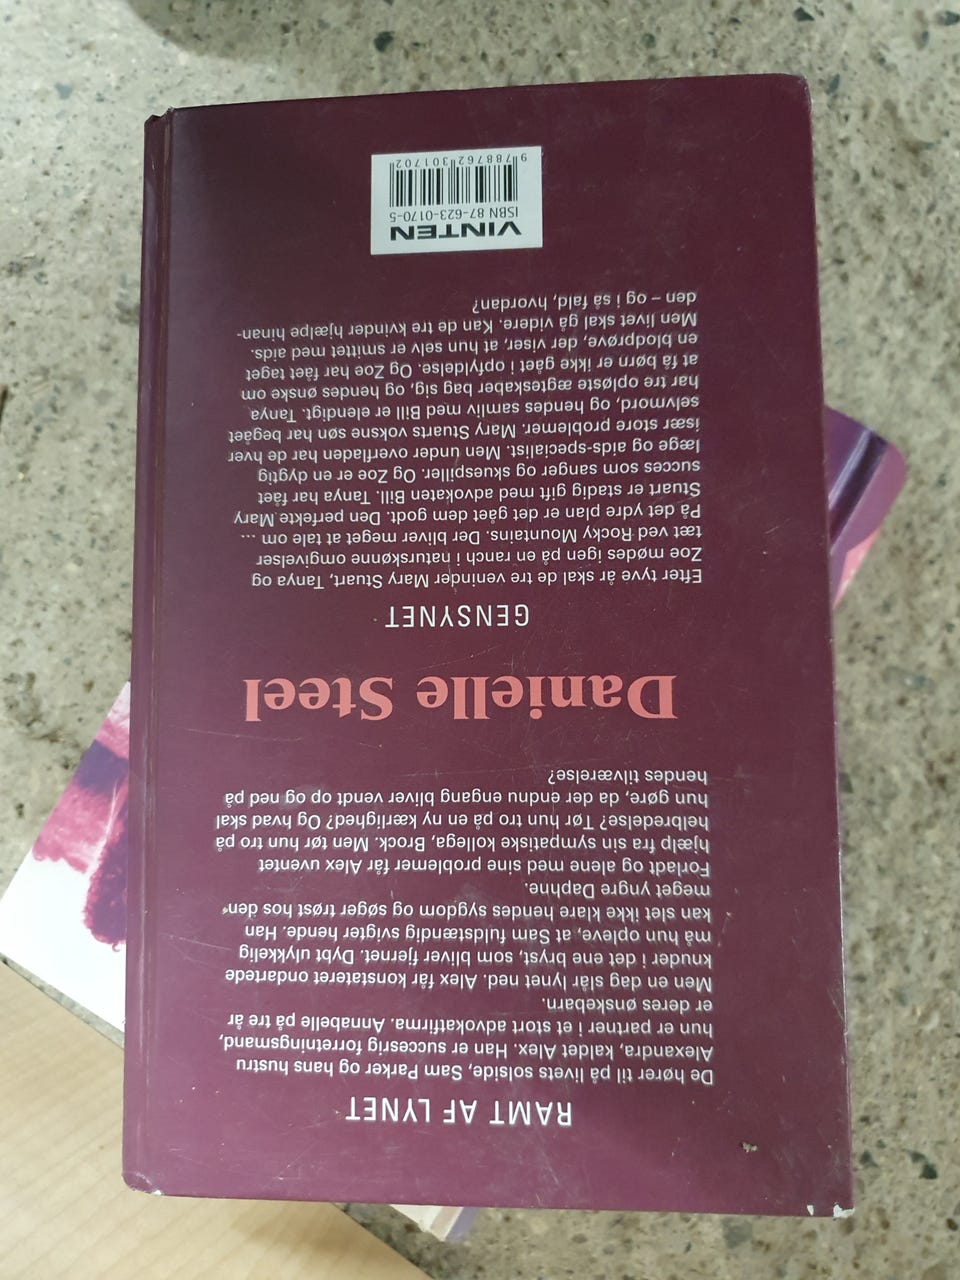 RAMT AF LYNET
De hører til på livets solside, Sam Parker og hans hustru
Alexandra, kaldet Alex. Han er succesrig forretningsmand,
hun er partner i et stort advokatfirma. Annabelle på tre år
er deres ønskebarn.
Men en dag slår lynet ned. Alex får konstateret ondartede
knuder i det ene bryst, som bliver fjernet. Dybt ulykkelig
må hun opleve, at Sam fuldstændig svigter hende. Han
kan slet ikke klare hendes sygdom og søger trøst hos den
meget yngre Daphne.
Forladt og alene med sine problemer får Alex uventet
hjælp fra sin sympatiske kollega, Brock. Men tør hun tro på
helbredelse? Tør hun tro på en ny kærlighed? Og hvad skal
hun gøre, da der endnu engang bliver vendt op og ned på
hendes tilværelse?
Danielle Steel
GENSYNET
Efter tyve år skal de tre veninder Mary Stuart, Tanya og
Zoe mødes igen på en ranch i naturskønne omgivelser
tæt ved Rocky Mountains. Der bliver meget at tale om ...
På det ydre plan er det gået dem godt. Den perfekte Mary
Stuart er stadig gift med advokaten Bill. Tanya har fået
succes som sanger og skuespiller. Og Zoe er en dygtig
læge og aids-specialist. Men under overfladen har de hver
især store problemer. Mary Stuarts voksne søn har begået
selvmord, og hendes samliv med Bill er elendigt. Tanya
har tre opløste ægteskaber bag sig, og hendes ønske om
at få børn er ikke gået i opfyldelse. Og Zoe har fået taget
en blodprøve, der viser, at hun selv er smittet med aids.
Men livet skal gå videre. Kan de tre kvinder hjælpe hinan-
den – og i så fald, hvordan?
VINTEN
ISBN 87-623-0170-5
9 788762 301702